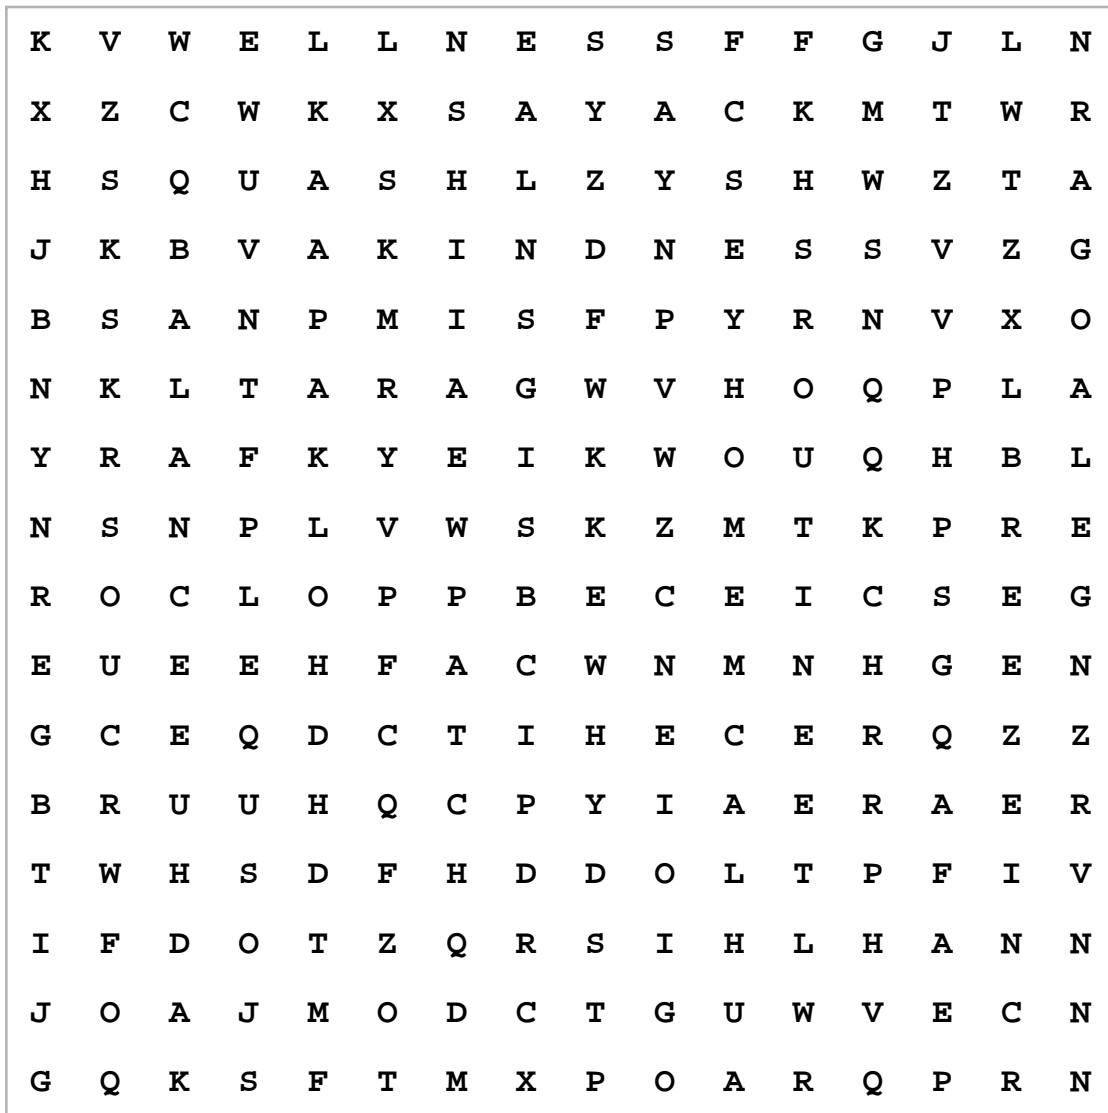 K V W E L L N E S S F F G J L N
X Z C W K X S A Y A C K M T W R
H S Q U A S H L Z Y S H W Z T A
J K B V A K I N D N E S S V Z G
B S A N P M I S F P Y R N V X O
N K L T A R A G W V H O Q P L A
Y R A F K Y E I K W O U Q H B L
N S N P L V W S K Z M T K P R E
R O C L O P P B E C E I C S E G
E U E E H F A C W N M N H G E N
G C E Q D C T I H E C E R Q Z Z
B R U U H Q C P Y I A E R A E R
T W H S D F H D D O L T P F I V
I F D O T Z Q R S I H L H A N N
J O A J M O D C T G U W V E C N
G Q K S F T M X P O A R Q P R N